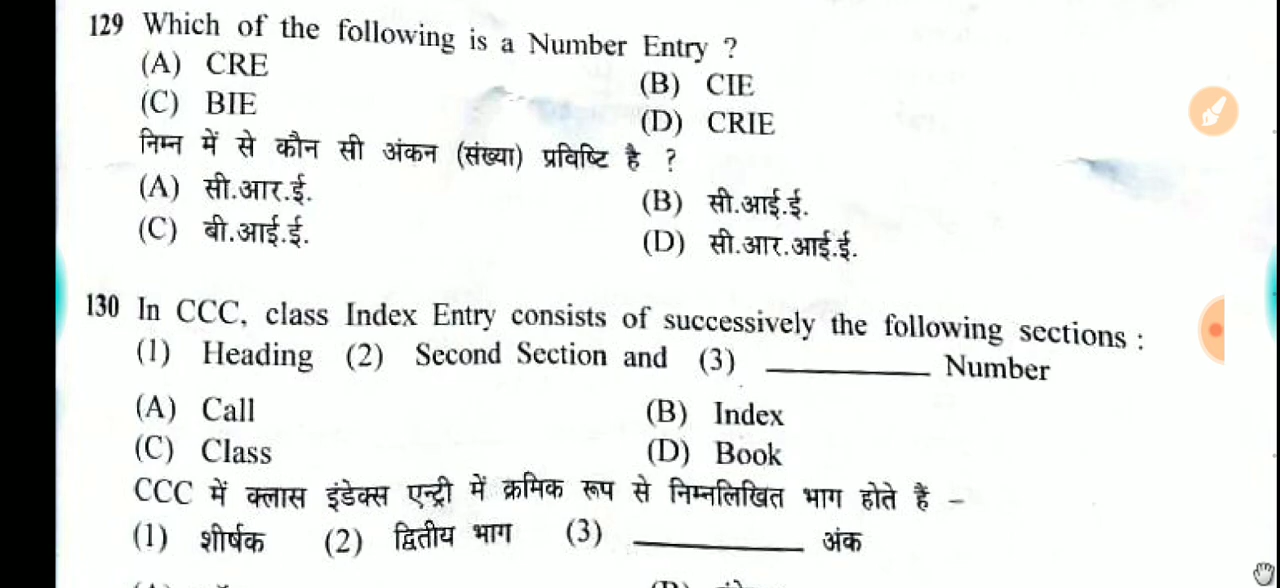 129 Which of the following is a Number Entry ?
(A) CRE (B) CIE
(C) BIE (D) CRIE
निम्न में से कौन सी अंकन (संख्या) प्रविष्टि है ?
(A) सी.आर.ई. (B) सी.आई.ई.
(C) बी.आई.ई. (D) सी.आर.आई.ई.
130 In CCC, class Index Entry consists of successively the following sections :
(1) Heading (2) Second Section and (3) __________ Number
(A) Call (B) Index
(C) Class (D) Book
CCC में क्लास इंडेक्स एन्ट्री में क्रमिक रूप से निम्नलिखित भाग होते हैं –
(1) शीर्षक (2) द्वितीय भाग (3) __________ अंक